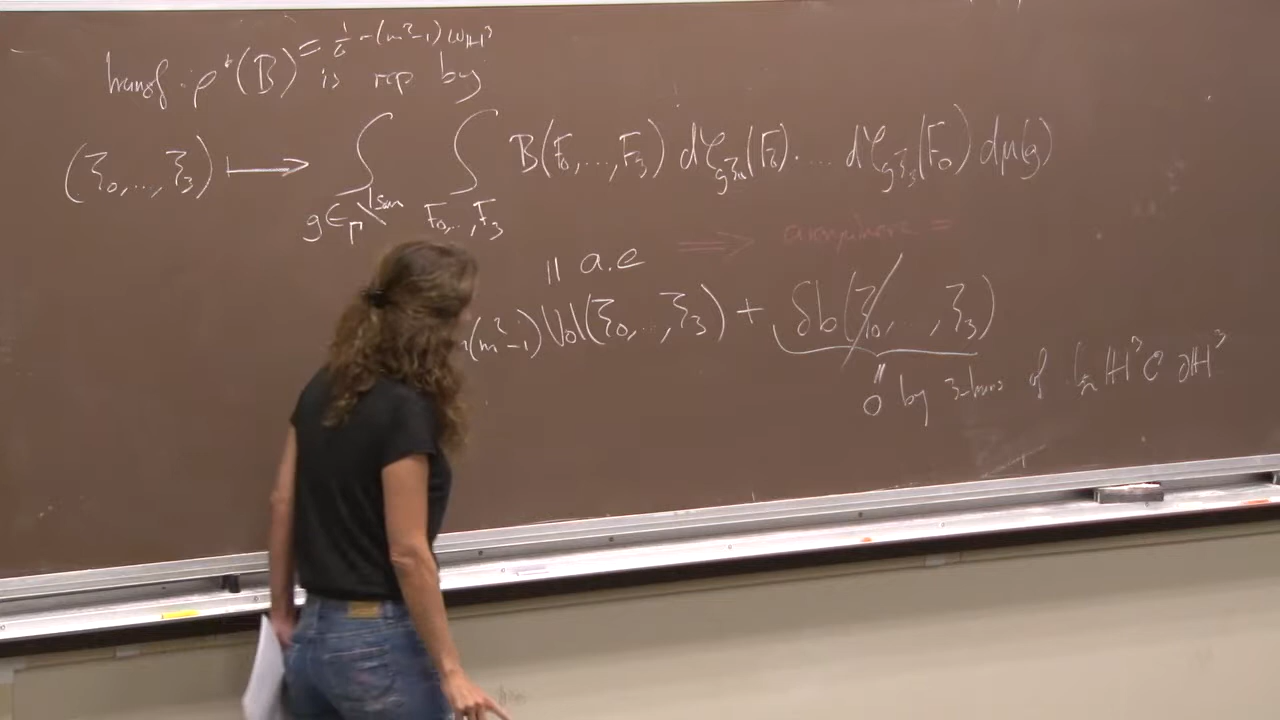 = 1/6 m(m²-1) ω_{ℍ³}
transf. ρ*(B) is rep by
(ξ₀,...,ξ₃) ⟼ ∫_{g∈Γ\Isom} ∫_{F₀,...,F₃} B(F₀,...,F₃) dφ_{gξ₀}(F₀)....dφ_{gξ₃}(F₀) dμ(g)
|| a.e ⟹ everywhere =
(m²-1) Vol(ξ₀,...,ξ₃) + δb(ξ₀,...,ξ₃)
|| 0 by 3-trans of ℍ³ ↻ ∂ℍ³